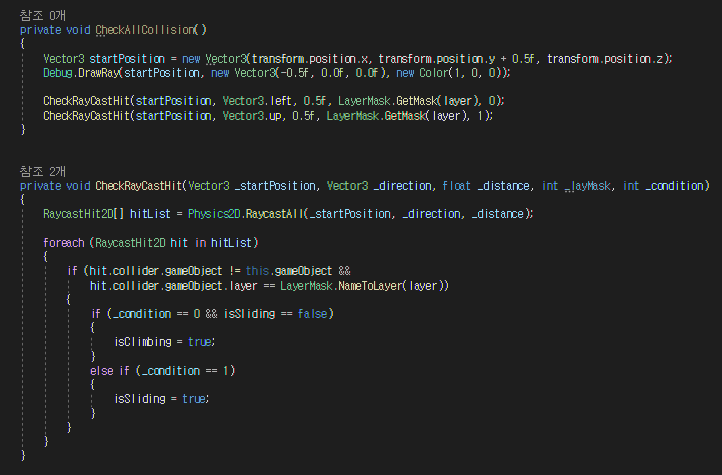 참조 0개
private void CheckAllCollision()
{
    Vector3 startPosition = new Vector3(transform.position.x, transform.position.y + 0.5f, transform.position.z);
    Debug.DrawRay(startPosition, new Vector3(-0.5f, 0.0f, 0.0f), new Color(1, 0, 0));

    CheckRayCastHit(startPosition, Vector3.left, 0.5f, LayerMask.GetMask(layer), 0);
    CheckRayCastHit(startPosition, Vector3.up, 0.5f, LayerMask.GetMask(layer), 1);
}

참조 2개
private void CheckRayCastHit(Vector3 _startPosition, Vector3 _direction, float _distance, int _layMask, int _condition)
{
    RaycastHit2D[] hitList = Physics2D.RaycastAll(_startPosition, _direction, _distance);

    foreach (RaycastHit2D hit in hitList)
    {
        if (hit.collider.gameObject != this.gameObject &&
            hit.collider.gameObject.layer == LayerMask.NameToLayer(layer))
        {
            if (_condition == 0 && isSliding == false)
            {
                isClimbing = true;
            }
            else if (_condition == 1)
            {
                isSliding = true;
            }
        }
    }
}